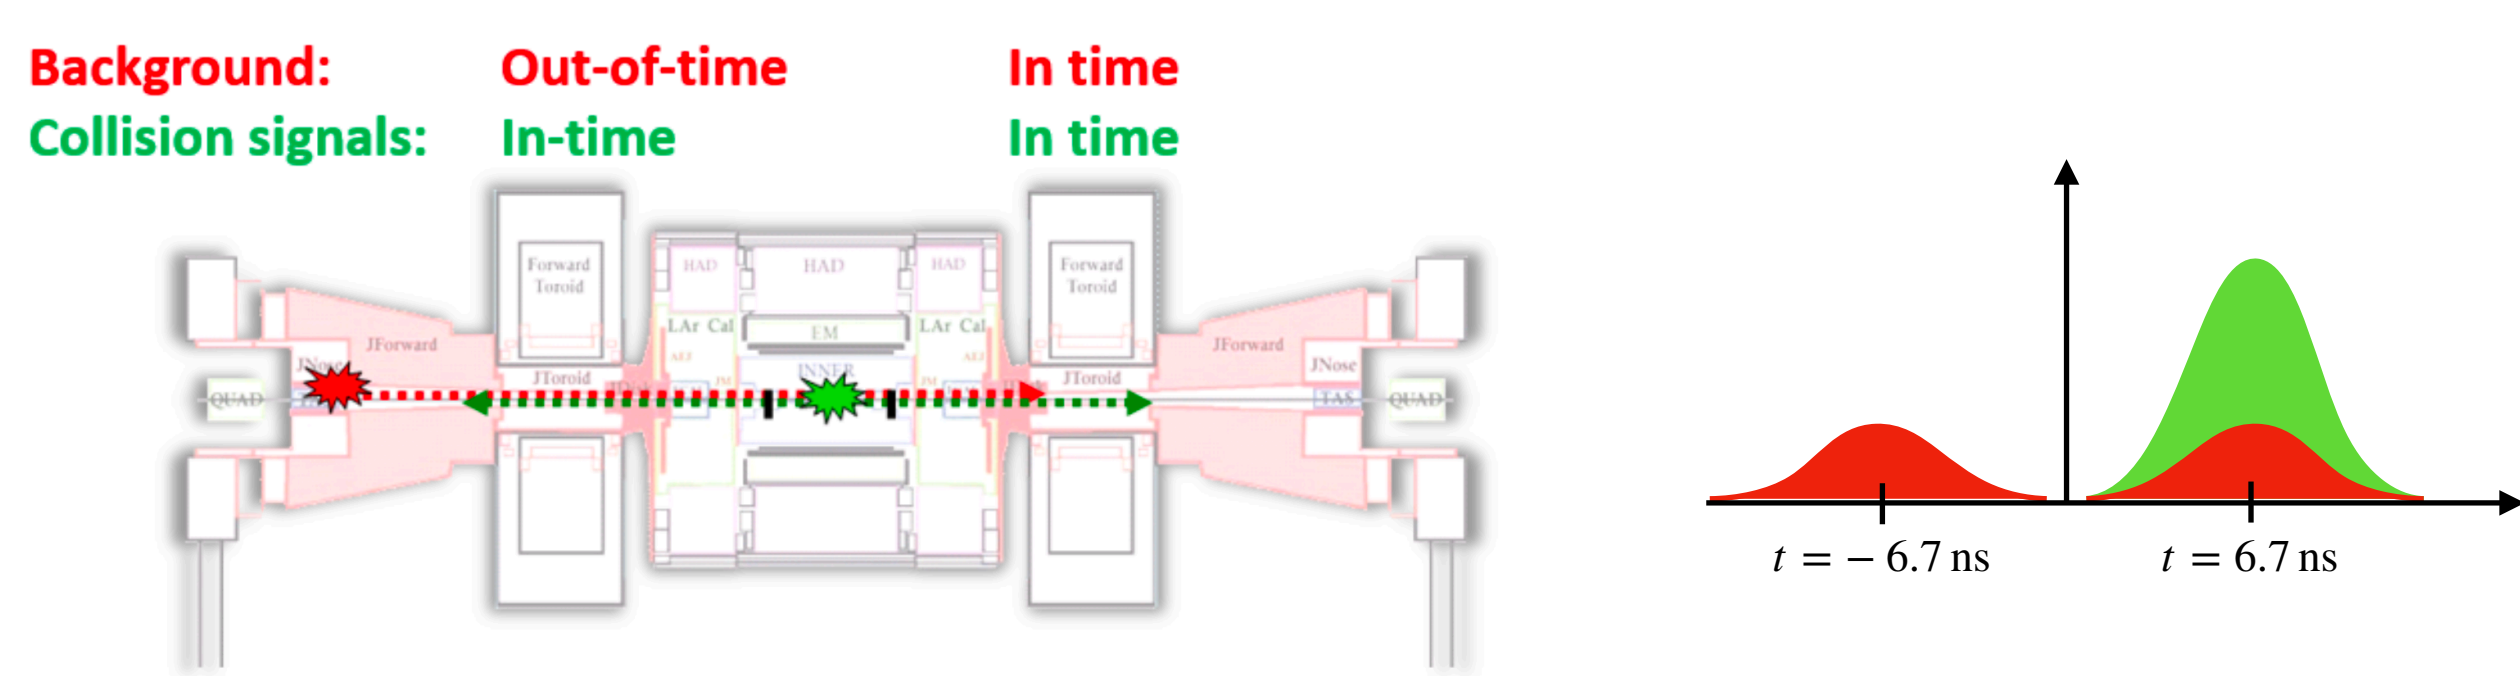 Background: Out-of-time In time
Collision signals: In-time In time
Forward Toroid
Forward Toroid
HAD
HAD
HAD
LAr Cal
EM
LAr Cal
JForward
JForward
JNose
JNose
INNER
JM
JM
JToroid
JToroid
QUAD
TAS
QUAD
t = − 6.7 ns
t = 6.7 ns